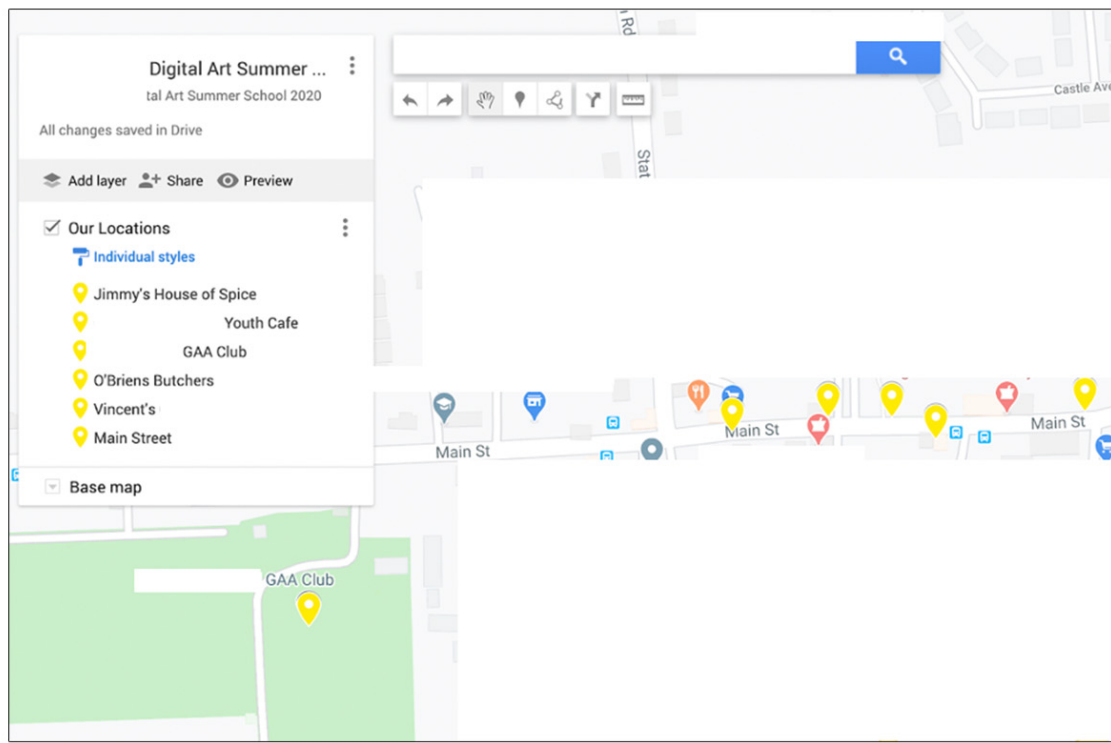 Digital Art Summer ...
tal Art Summer School 2020
All changes saved in Drive
Add layer Share Preview
Our Locations
Individual styles
Jimmy's House of Spice
Youth Cafe
GAA Club
O'Briens Butchers
Vincent's
Main Street
Base map
Rd
Castle Ave
Stat
Main St
Main St
Main St
GAA Club